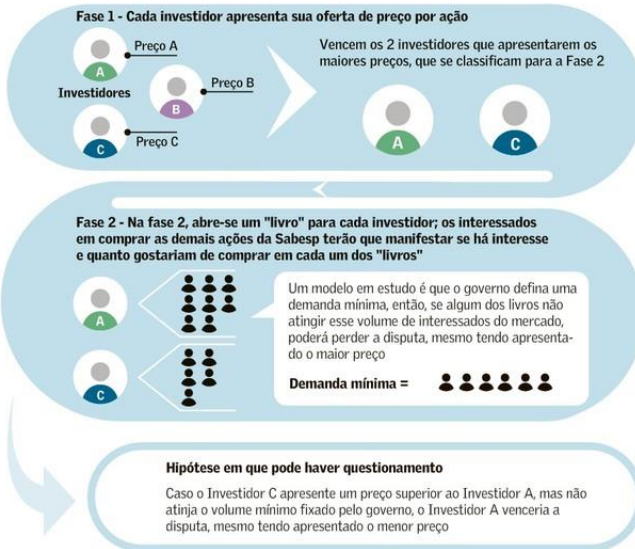 Fase 1 - Cada investidor apresenta sua oferta de preço por ação
Preço A
A
Investidores
Preço B
B
Preço C
C
Vencem os 2 investidores que apresentarem os
maiores preços, que se classificam para a Fase 2
A
C
Fase 2 - Na fase 2, abre-se um "livro" para cada investidor; os interessados
em comprar as demais ações da Sabesp terão que manifestar se há interesse
e quanto gostariam de comprar em cada um dos "livros"
A
C
Um modelo em estudo é que o governo defina uma
demanda mínima, então, se algum dos livros não
atingir esse volume de interessados do mercado,
poderá perder a disputa, mesmo tendo apresenta-
do o maior preço
Demanda mínima =
Hipótese em que pode haver questionamento
Caso o Investidor C apresente um preço superior ao Investidor A, mas não
atinja o volume mínimo fixado pelo governo, o Investidor A venceria a
disputa, mesmo tendo apresentado o menor preço